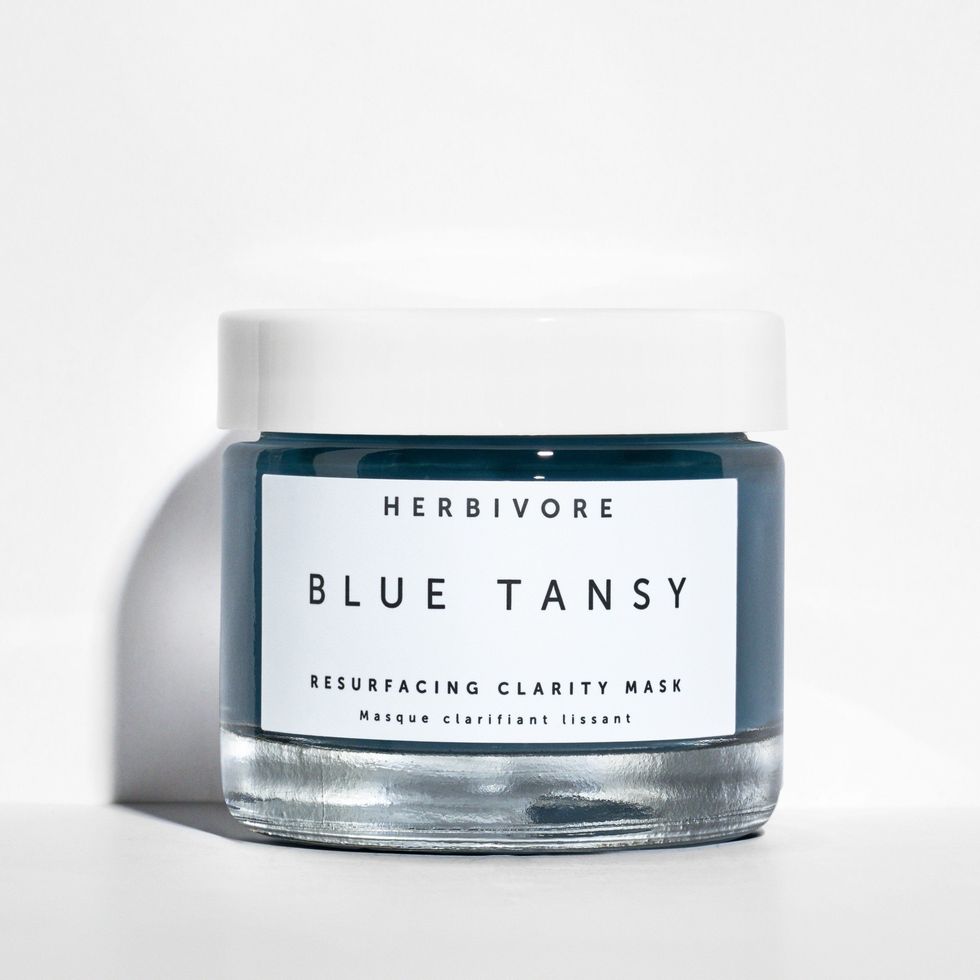 HERBIVORE
BLUE TANSY
RESURFACING CLARITY MASK
Masque clarifiant lissant